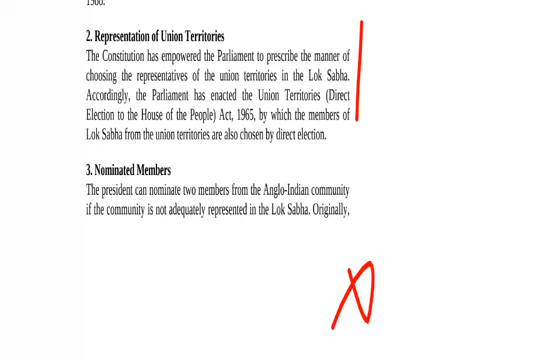 1988.
2. Representation of Union Territories
The Constitution has empowered the Parliament to prescribe the manner of
choosing the representatives of the union territories in the Lok Sabha.
Accordingly, the Parliament has enacted the Union Territories (Direct
Election to the House of the People) Act, 1965, by which the members of
Lok Sabha from the union territories are also chosen by direct election.
3. Nominated Members
The president can nominate two members from the Anglo-Indian community
if the community is not adequately represented in the Lok Sabha. Originally,